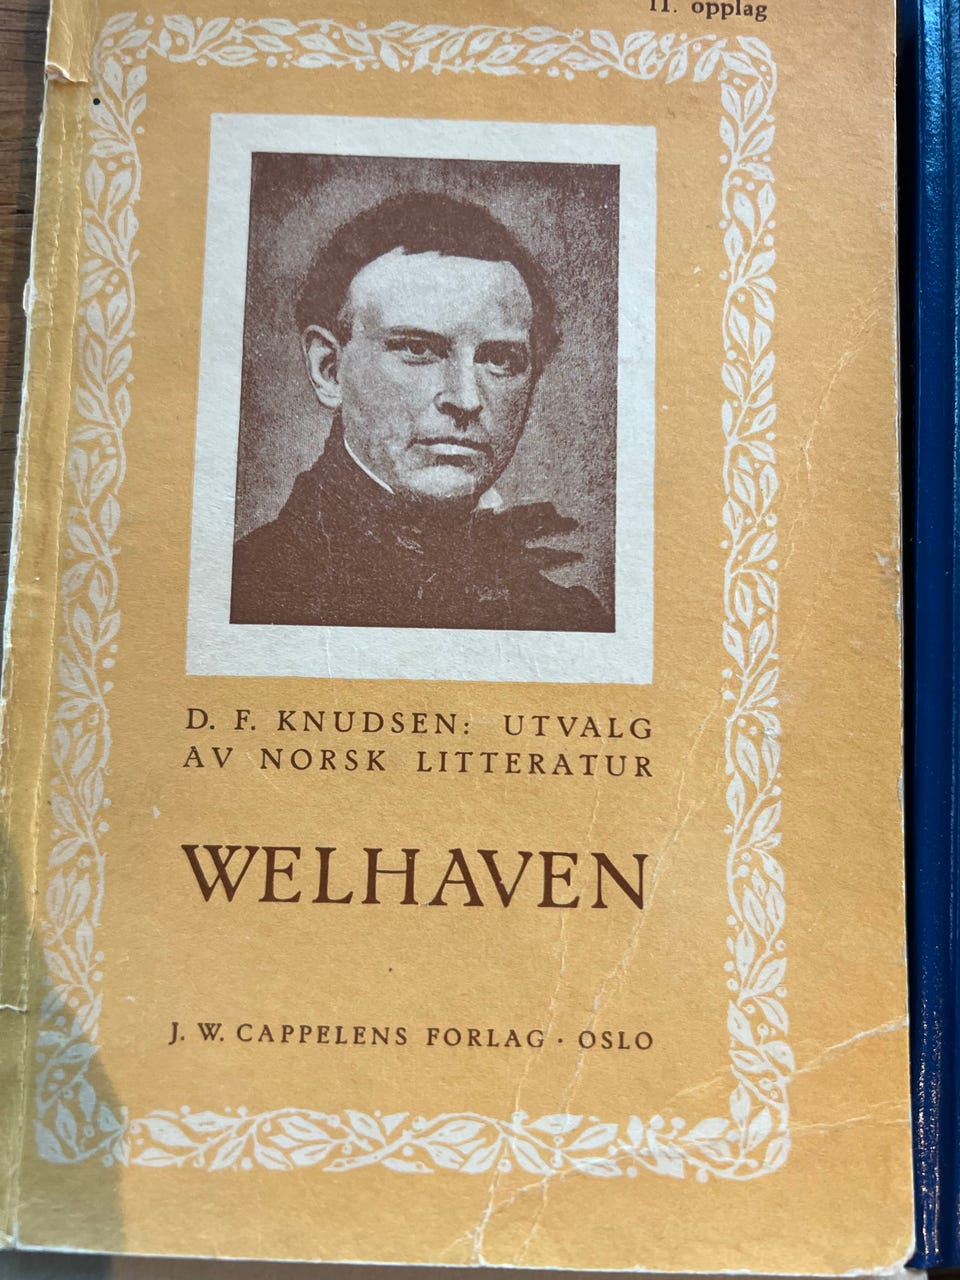 11. opplag
D. F. KNUDSEN: UTVALG
AV NORSK LITTERATUR
WELHAVEN
J. W. CAPPELENS FORLAG · OSLO